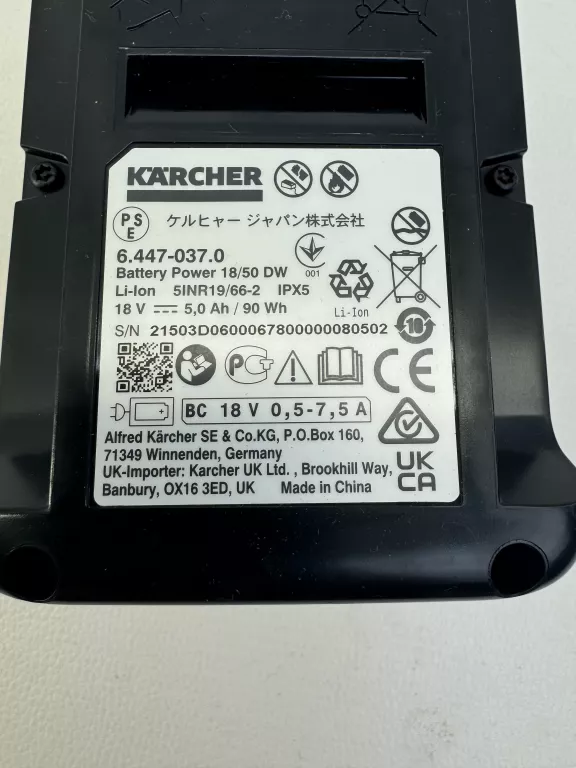 KÄRCHER
PS
E
ケルヒャー ジャパン株式会社
6.447-037.0
Battery Power 18/50 DW
Li-Ion 5INR19/66-2 IPX5
001
Li-Ion
18 V ⎓ 5,0 Ah / 90 Wh
S/N 21503D0600067800000080502
10
PG
CE
BC 18 V 0,5-7,5 A
Alfred Kärcher SE & Co.KG, P.O.Box 160,
71349 Winnenden, Germany
UK-Importer: Karcher UK Ltd. , Brookhill Way,
Banbury, OX16 3ED, UK Made in China
UK
CA